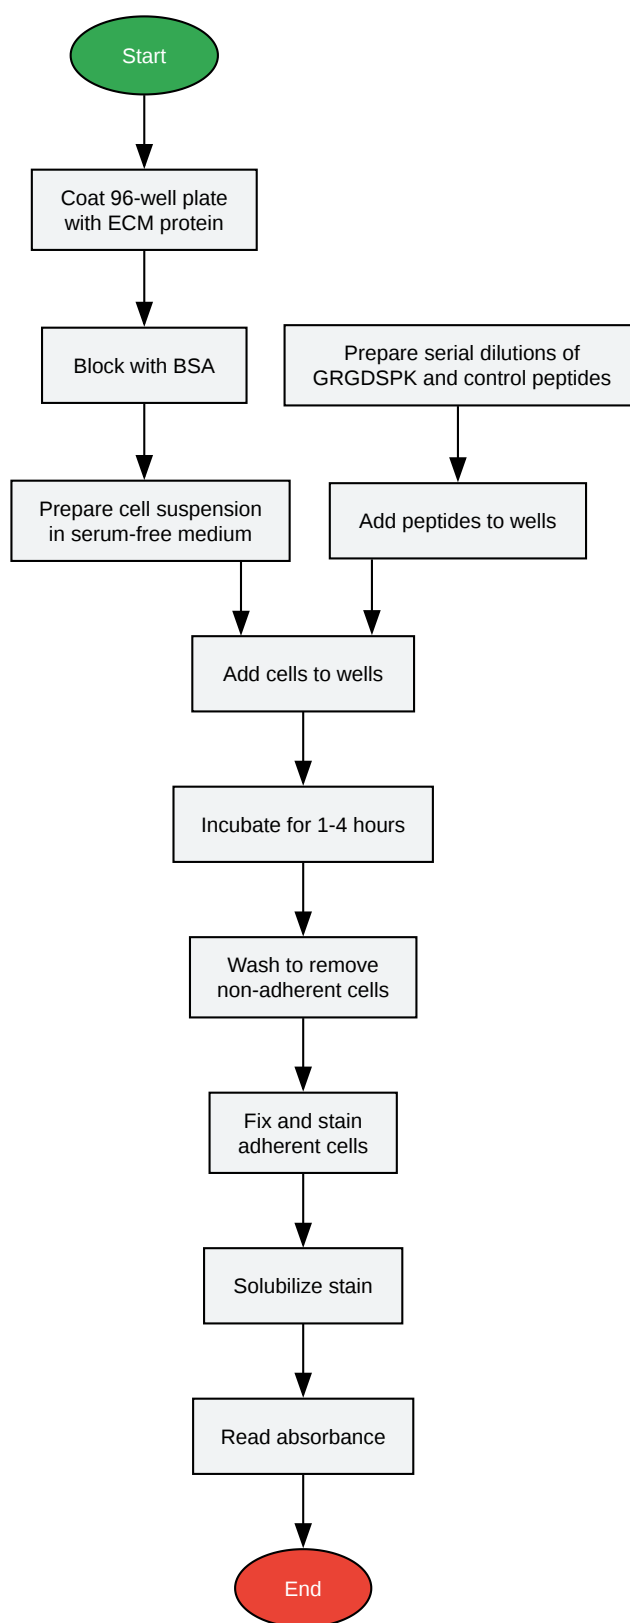 Start
Coat 96-well plate
with ECM protein
Block with BSA
Prepare serial dilutions of
GRGDSPK and control peptides
Prepare cell suspension
in serum-free medium
Add peptides to wells
Add cells to wells
Incubate for 1-4 hours
Wash to remove
non-adherent cells
Fix and stain
adherent cells
Solubilize stain
Read absorbance
End